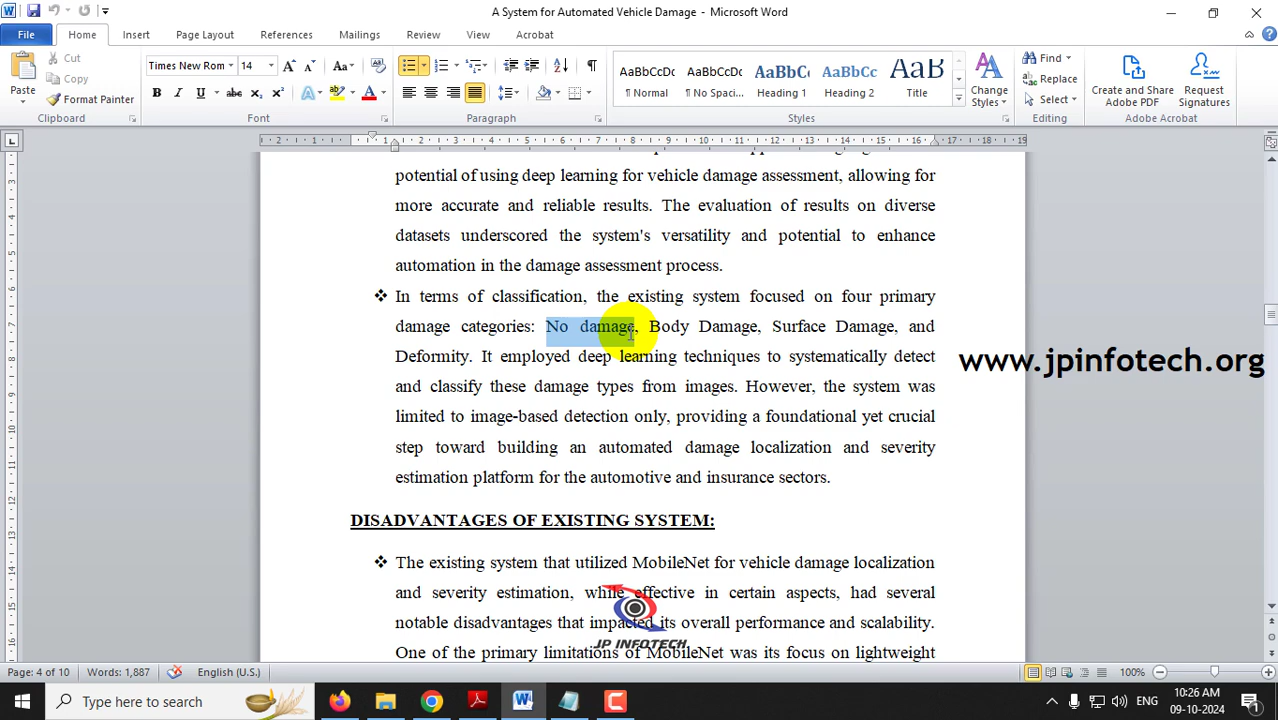 A System for Automated Vehicle Damage - Microsoft Word
File Home Insert Page Layout References Mailings Review View Acrobat
Paste
Cut
Copy
Format Painter
Clipboard
Times New Rom 14
Font
Paragraph
AaBbCcDc AaBbCcDc AaBbC AaBbCc AaB
¶ Normal ¶ No Spaci... Heading 1 Heading 2 Title
Change Styles
Styles
Find
Replace
Select
Editing
Create and Share Adobe PDF
Request Signatures
Adobe Acrobat
potential of using deep learning for vehicle damage assessment, allowing for
more accurate and reliable results. The evaluation of results on diverse
datasets underscored the system's versatility and potential to enhance
automation in the damage assessment process.
❖ In terms of classification, the existing system focused on four primary
damage categories: No damage, Body Damage, Surface Damage, and
Deformity. It employed deep learning techniques to systematically detect
and classify these damage types from images. However, the system was
limited to image-based detection only, providing a foundational yet crucial
step toward building an automated damage localization and severity
estimation platform for the automotive and insurance sectors.
www.jpinfotech.org
DISADVANTAGES OF EXISTING SYSTEM:
❖ The existing system that utilized MobileNet for vehicle damage localization
and severity estimation, while effective in certain aspects, had several
notable disadvantages that impacted its overall performance and scalability.
JP INFOTECH
One of the primary limitations of MobileNet was its focus on lightweight
Page: 4 of 10 Words: 1,887 English (U.S.) 100%
Type here to search
ENG
10:26 AM
09-10-2024